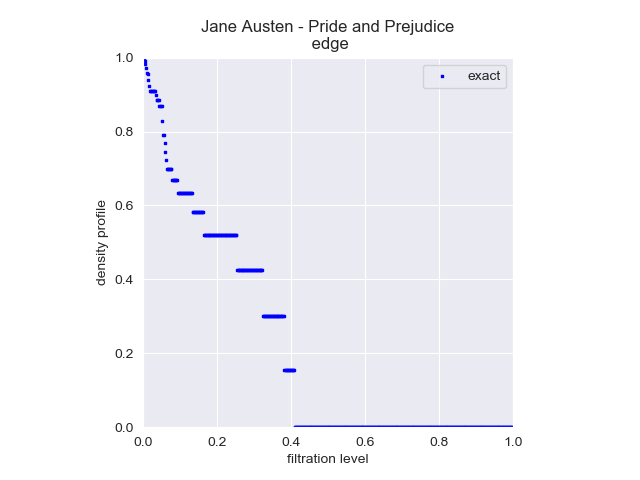 Jane Austen - Pride and Prejudice
edge
exact
density profile
1.0
0.8
0.6
0.4
0.2
0.0
0.0 0.2 0.4 0.6 0.8 1.0
filtration level